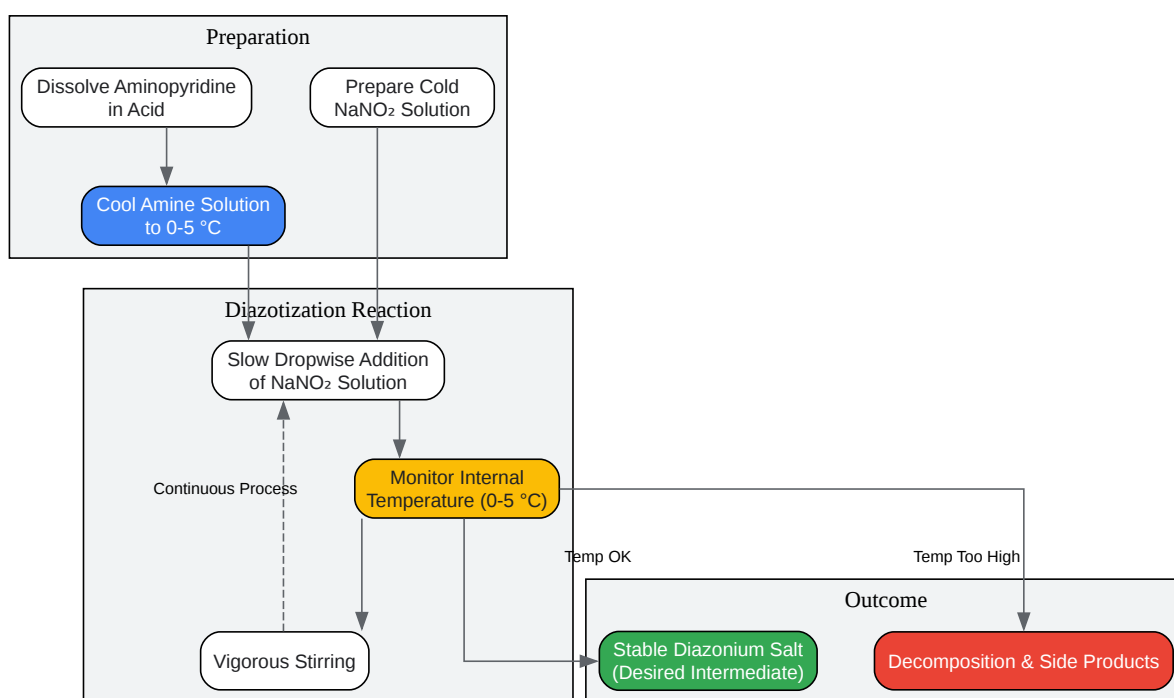 Preparation
Dissolve Aminopyridine
in Acid
Prepare Cold
NaNO₂ Solution
Cool Amine Solution
to 0-5 °C
Diazotization Reaction
Slow Dropwise Addition
of NaNO₂ Solution
Continuous Process
Monitor Internal
Temperature (0-5 °C)
Temp OK
Temp Too High
Outcome
Vigorous Stirring
Stable Diazonium Salt
(Desired Intermediate)
Decomposition & Side Products